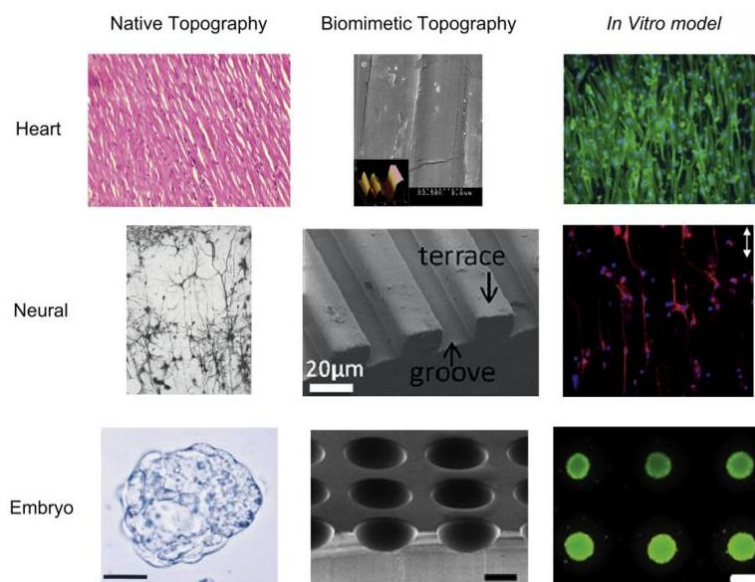 Native Topography Biomimetic Topography In Vitro model
Heart
Neural
terrace
20μm
groove
Embryo